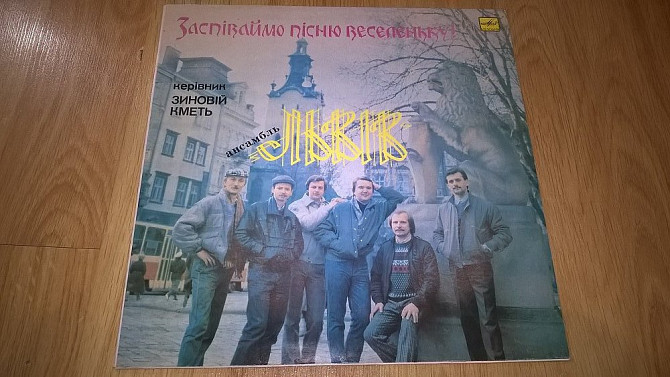 Заспіваймо пісню веселеньку!
керівник
ЗИНОВІЙ
КМЕТЬ
ансамбль
«ЛЬВІВ»